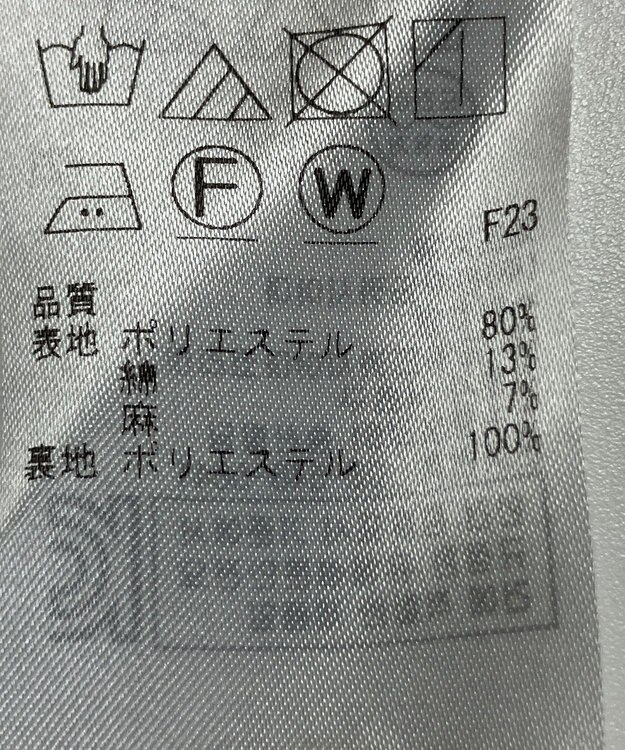 F W
F23
品質
表地 ポリエステル 80%
綿 13%
麻 7%
裏地 ポリエステル 100%